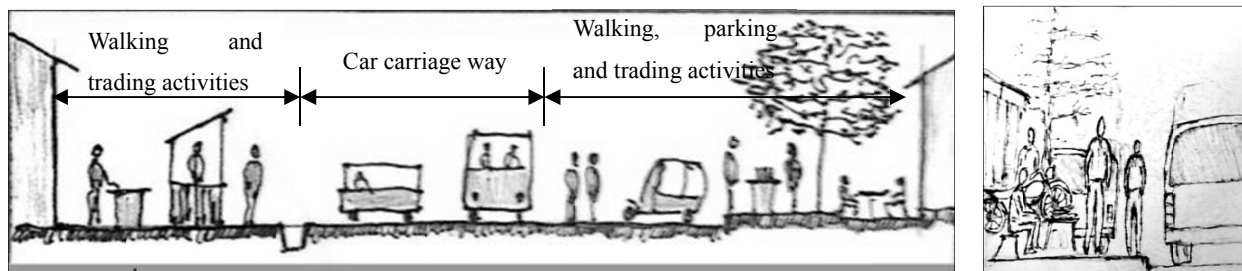 Walking and
trading activities
Car carriage way
Walking, parking
and trading activities